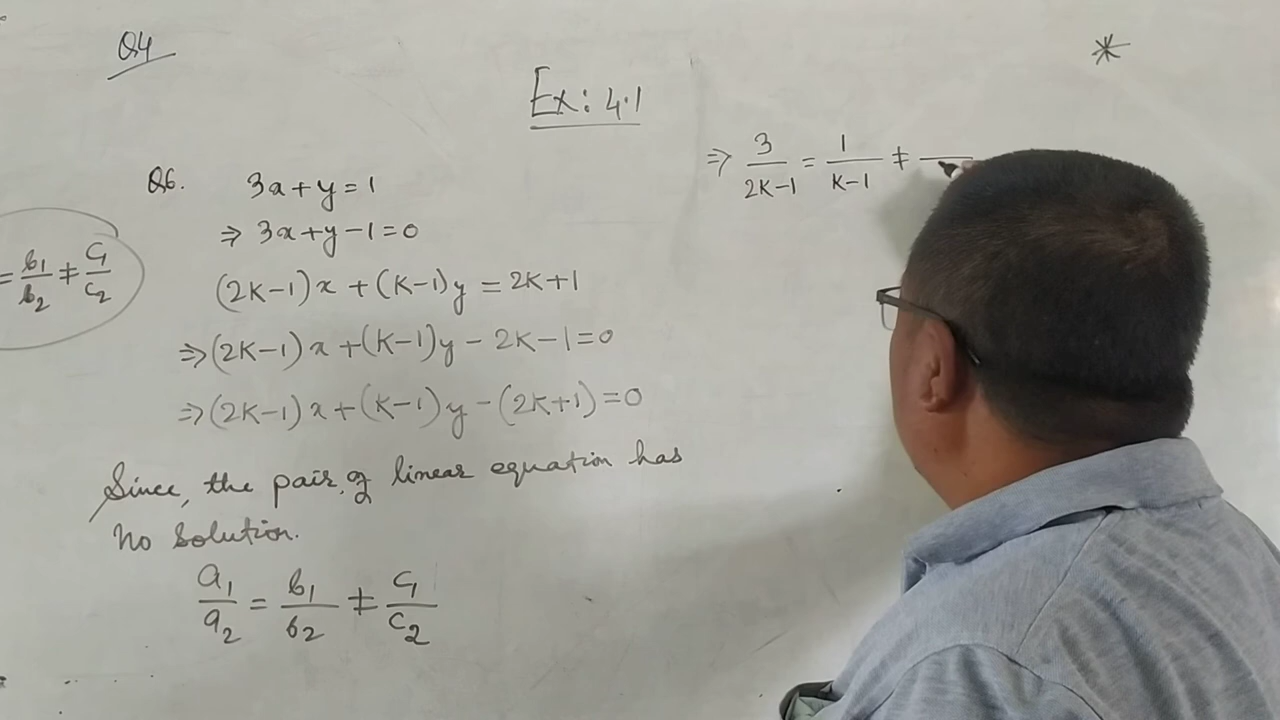 Q4
*
Ex: 4.1
Q6. 3x+y=1
⇒ 3x+y-1=0
(2K-1)x+(K-1)y=2K+1
⇒(2K-1)x+(K-1)y-2K-1=0
⇒(2K-1)x+(K-1)y-(2K+1)=0
Since, the pair of linear equation has
No Solution.
a₁/a₂ = b₁/b₂ ≠ c₁/c₂
= b₁/b₂ ≠ c₁/c₂
⇒ 3/(2K-1) = 1/(K-1) ≠